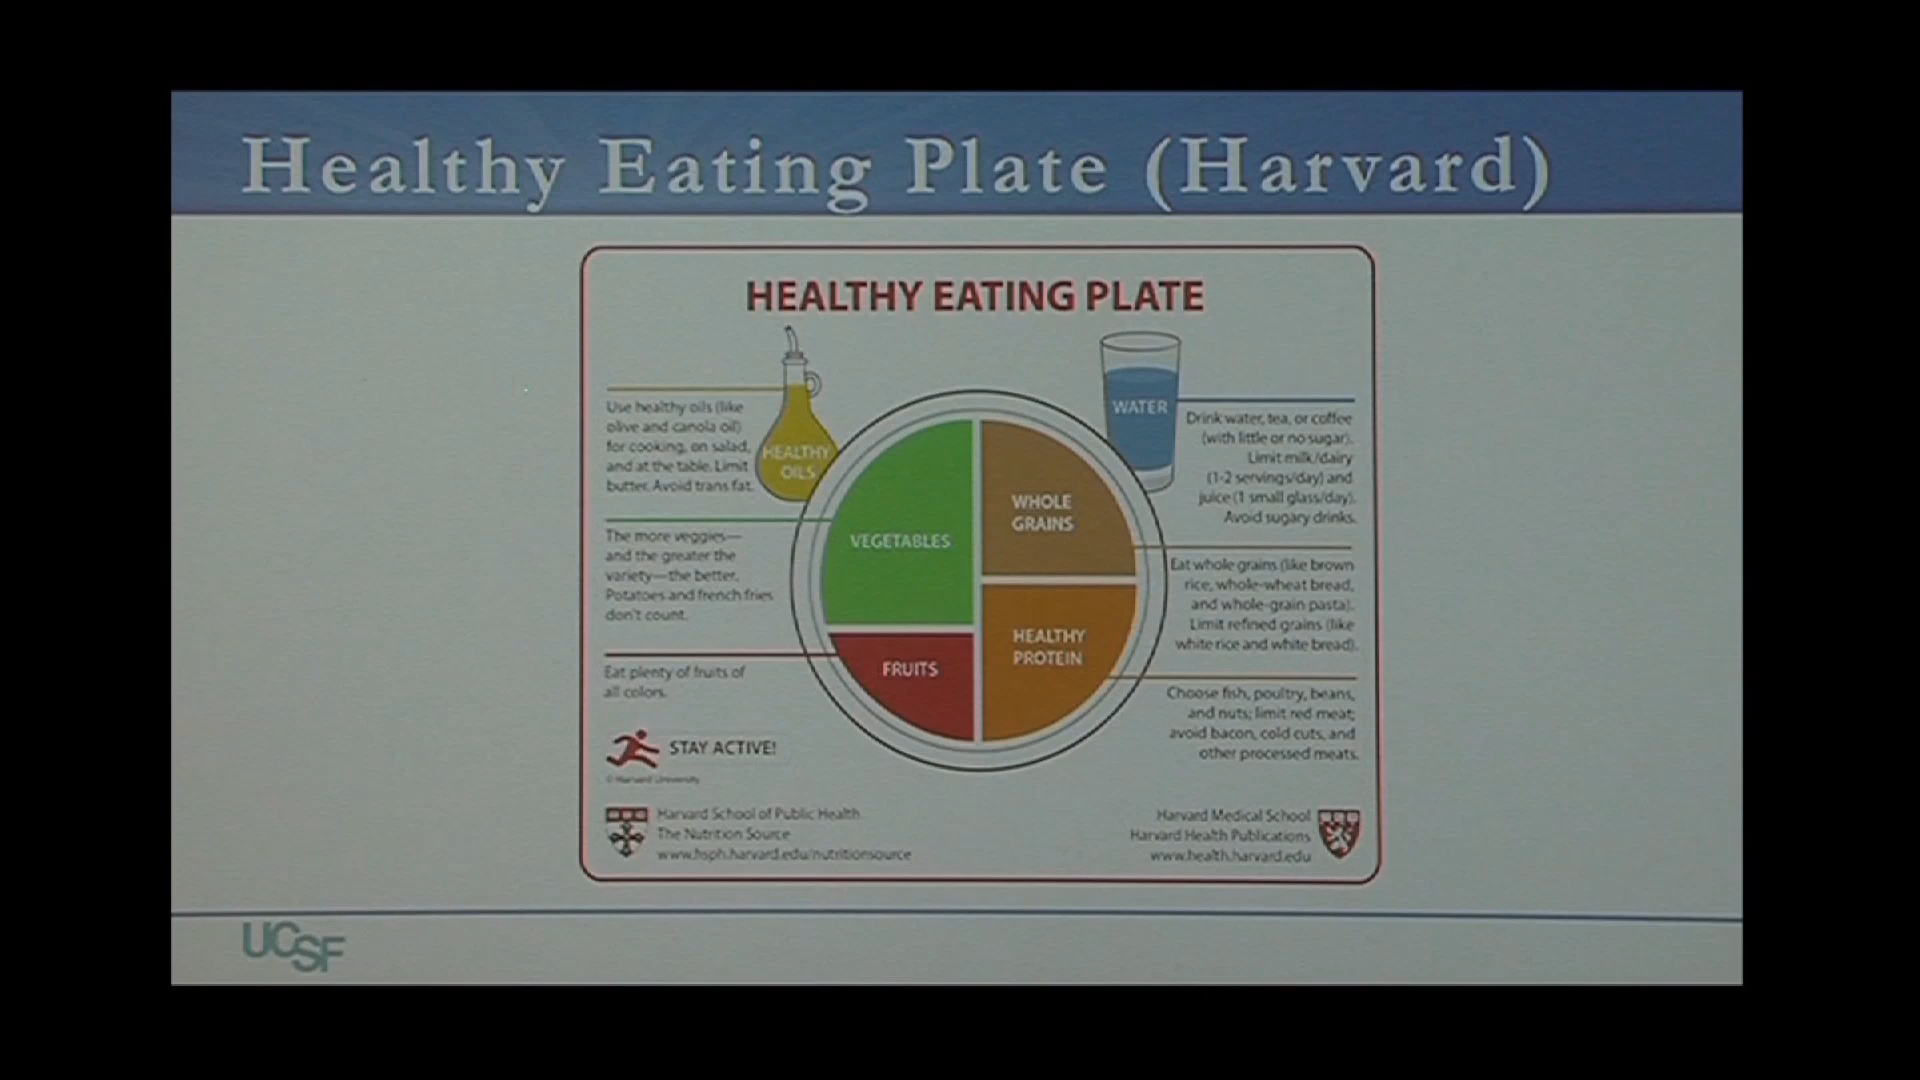 Healthy Eating Plate (Harvard)
HEALTHY EATING PLATE
Use healthy oils (like
olive and canola oil)
for cooking, on salad,
and at the table. Limit
butter. Avoid trans fat.
HEALTHY
OILS
The more veggies—
and the greater the
variety—the better.
Potatoes and french fries
don't count.
Eat plenty of fruits of
all colors.
STAY ACTIVE!
© Harvard University
VEGETABLES
FRUITS
WHOLE
GRAINS
HEALTHY
PROTEIN
WATER
Drink water, tea, or coffee
(with little or no sugar).
Limit milk/dairy
(1-2 servings/day) and
juice (1 small glass/day).
Avoid sugary drinks.
Eat whole grains (like brown
rice, whole-wheat bread,
and whole-grain pasta).
Limit refined grains (like
white rice and white bread).
Choose fish, poultry, beans,
and nuts; limit red meat;
avoid bacon, cold cuts, and
other processed meats.
Harvard School of Public Health
The Nutrition Source
www.hsph.harvard.edu/nutritionsource
Harvard Medical School
Harvard Health Publications
www.health.harvard.edu
UCSF